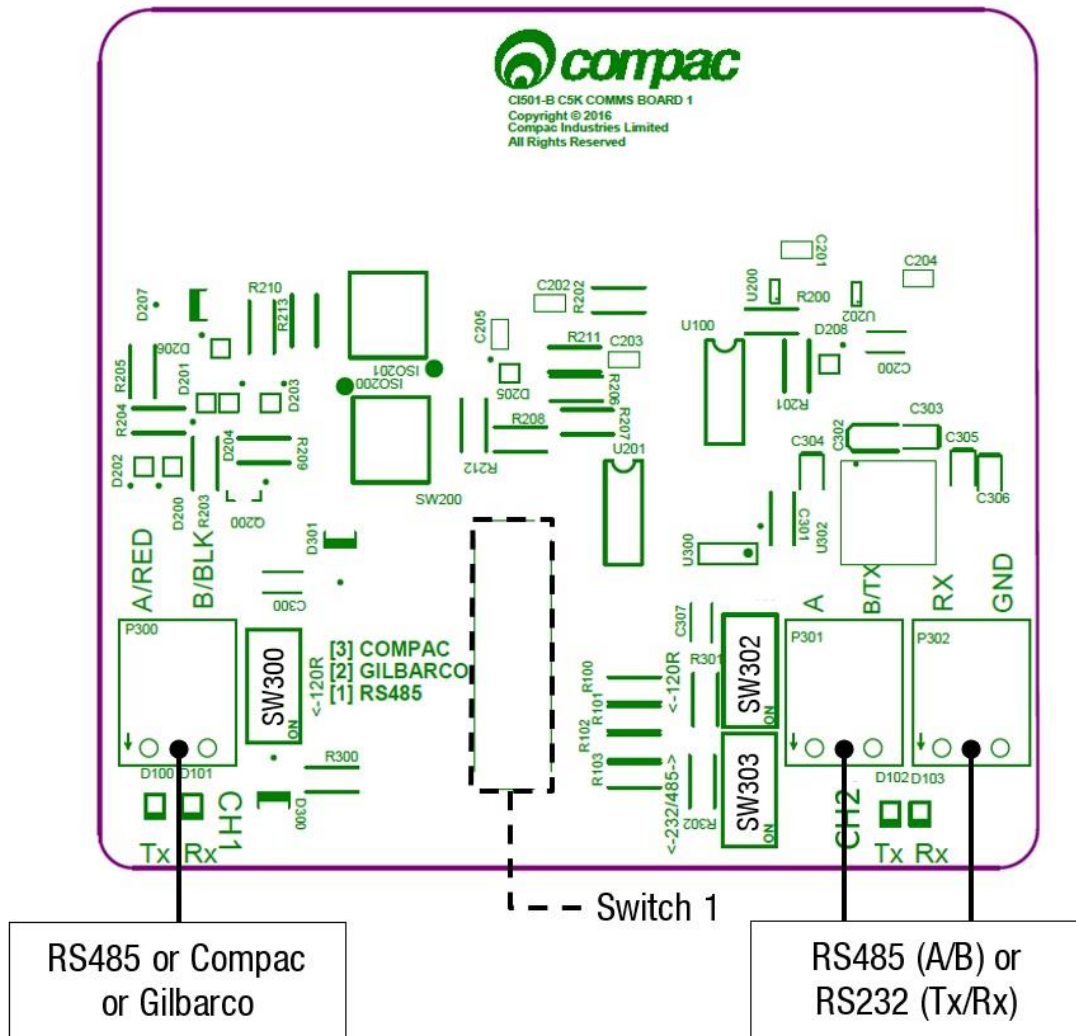 compac
CI501-B C5K COMMS BOARD 1
Copyright © 2016
Compac Industries Limited
All Rights Reserved
C201
C204
D207
R210
R213
C202
R202
U200
R200
U202
D206
C205
ISO201
R211
C203
U100
D208
R205
D201
D203
ISO200
D205
R206
R201
C200
R204
D204
R209
R208
R207
C302
C303
D202
R212
U201
C304
C305
D200
R203
Q200
SW200
C306
D301
C301
U302
U300
A/RED
B/BLK
A
B/TX
RX
GND
C300
C307
P300
SW300
<-120R
[3] COMPAC
[2] GILBARCO
[1] RS485
R100
R101
R102
R103
<-120R
R301
SW302
P301
P302
ON
ON
D100
D101
R300
<-232/485->
R302
SW303
D102
D103
D300
CH1
ON
CH2
Tx Rx
Tx Rx
Switch 1
RS485 or Compac
or Gilbarco
RS485 (A/B) or
RS232 (Tx/Rx)